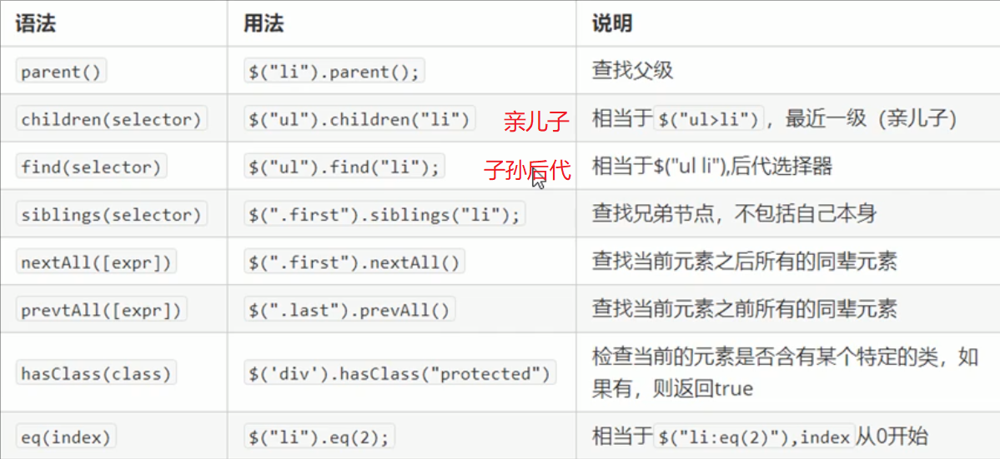 语法 用法 说明
parent() $("li").parent(); 查找父级
children(selector) $("ul").children("li") 亲儿子 相当于$("ul>li")，最近一级（亲儿子）
find(selector) $("ul").find("li"); 子孙后代 相当于$("ul li"),后代选择器
siblings(selector) $(".first").siblings("li"); 查找兄弟节点，不包括自己本身
nextAll([expr]) $(".first").nextAll() 查找当前元素之后所有的同辈元素
prevtAll([expr]) $(".last").prevAll() 查找当前元素之前所有的同辈元素
hasClass(class) $('div').hasClass("protected") 检查当前的元素是否含有某个特定的类，如
果有，则返回true
eq(index) $("li").eq(2); 相当于$("li:eq(2)"),index从0开始